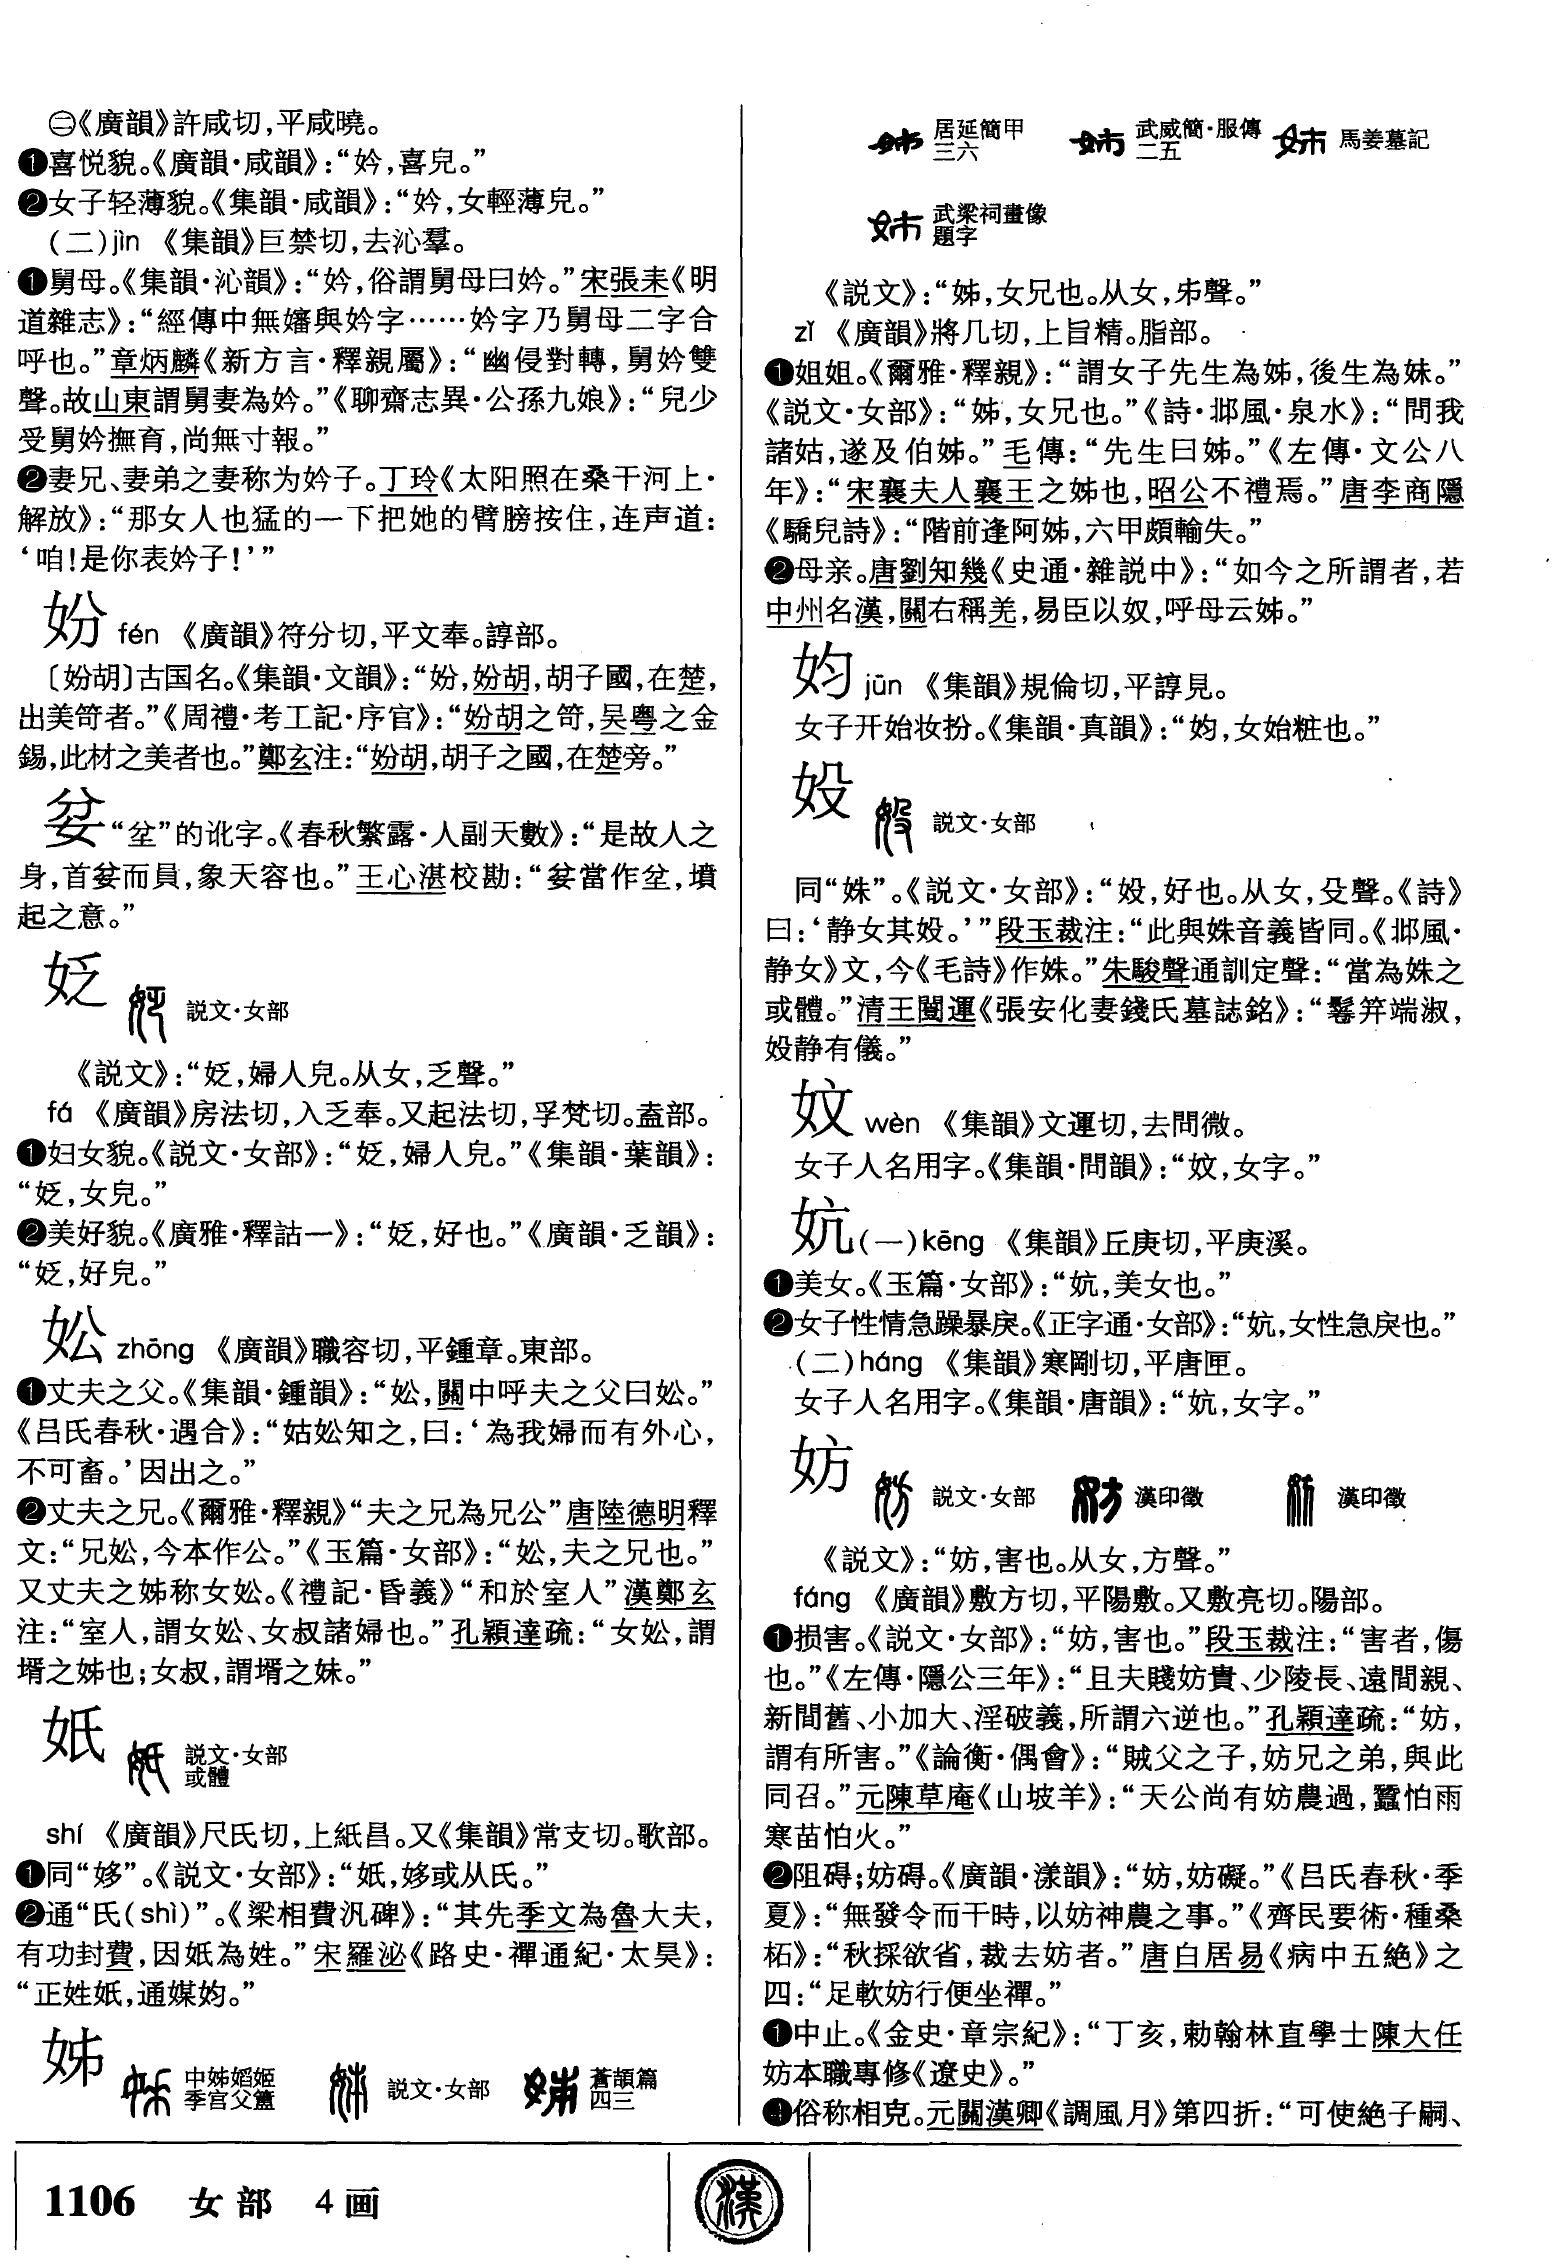 ㊁《廣韻》許咸切，平咸曉。
❶喜悦貌。《廣韻·咸韻》：“妗，喜皃。”
❷女子轻薄貌。《集韻·咸韻》：“妗，女輕薄皃。”
(二)jìn 《集韻》巨禁切，去沁羣。
❶舅母。《集韻·沁韻》：“妗，俗謂舅母曰妗。”宋張耒《明
道雜志》：“經傳中無嬸與妗字……妗字乃舅母二字合
呼也。”章炳麟《新方言·釋親屬》：“幽侵對轉，舅妗雙
聲。故山東謂舅妻為妗。”《聊齋志異·公孫九娘》：“兒少
受舅妗撫育，尚無寸報。”
❷妻兄、妻弟之妻称为妗子。丁玲《太阳照在桑干河上·
解放》：“那女人也猛的一下把她的臂膀按住，连声道：
‘咱！是你表妗子！’”
妢 fén 《廣韻》符分切，平文奉。諄部。
〔妢胡〕古国名。《集韻·文韻》：“妢，妢胡，胡子國，在楚，
出美笴者。”《周禮·考工記·序官》：“妢胡之笴，吴粤之金
錫，此材之美者也。”鄭玄注：“妢胡，胡子之國，在楚旁。”
㚮 “坌”的讹字。《春秋繁露·人副天數》：“是故人之
身，首㚮而員，象天容也。”王心湛校勘：“㚮當作坌，墳
起之意。”
姂 説文·女部
《説文》：“姂，婦人皃。从女，乏聲。”
fá 《廣韻》房法切，入乏奉。又起法切，孚梵切。盍部。
❶妇女貌。《説文·女部》：“姂，婦人皃。”《集韻·葉韻》：
“姂，女皃。”
❷美好貌。《廣雅·釋詁一》：“姂，好也。”《廣韻·乏韻》：
“姂，好皃。”
妐 zhōng 《廣韻》職容切，平鍾章。東部。
❶丈夫之父。《集韻·鍾韻》：“妐，關中呼夫之父曰妐。”
《吕氏春秋·遇合》：“姑妐知之，曰：‘為我婦而有外心，
不可畜。’因出之。”
❷丈夫之兄。《爾雅·釋親》“夫之兄為兄公”唐陸德明釋
文：“兄妐，今本作公。”《玉篇·女部》：“妐，夫之兄也。”
又丈夫之姊称女妐。《禮記·昏義》“和於室人”漢鄭玄
注：“室人，謂女妐、女叔諸婦也。”孔穎達疏：“女妐，謂
壻之姊也；女叔，謂壻之妹。”
妷 説文·女部
或體
shí 《廣韻》尺氏切，上紙昌。又《集韻》常支切。歌部。
❶同“姼”。《説文·女部》：“妧，姼或从氏。”
❷通“氏(shì)”。《梁相費汎碑》：“其先季文為魯大夫，
有功封費，因㚰為姓。”宋羅泌《路史·禪通紀·太昊》：
“正姓㚰，通媒妁。”
姊 中姊婫姬
季宫父簠 説文·女部 蒼頡篇
四三
居延簡甲
三六 武威簡·服傳
二五 馬姜墓記
武梁祠畫像
題字
《説文》：“姊，女兄也。从女，𠂔聲。”
zǐ 《廣韻》將几切，上旨精。脂部。
❶姐姐。《爾雅·釋親》：“謂女子先生為姊，後生為妹。”
《説文·女部》：“姊，女兄也。”《詩·邶風·泉水》：“問我
諸姑，遂及伯姊。”毛傳：“先生曰姊。”《左傳·文公八
年》：“宋襄夫人襄王之姊也，昭公不禮焉。”唐李商隱
《驕兒詩》：“階前逢阿姊，六甲頗輸失。”
❷母亲。唐劉知幾《史通·雜説中》：“如今之所謂者，若
中州名漢，關右稱羌，易臣以奴，呼母云姊。”
妁 jūn 《集韻》規倫切，平諄見。
女子开始妆扮。《集韻·真韻》：“㚬，女始粧也。”
㚫 説文·女部
同“姝”。《説文·女部》：“㚫，好也。从女，殳聲。《詩》
曰：‘静女其㚫。’”段玉裁注：“此與姝音義皆同。《邶風·
静女》文，今《毛詩》作姝。”朱駿聲通訓定聲：“當為姝之
或體。”清王闓運《張安化妻錢氏墓誌銘》：“鬈笄端淑，
㚫静有儀。”
妏 wèn 《集韻》文運切，去問微。
女子人名用字。《集韻·問韻》：“妏，女字。”
妔 (一)kēng 《集韻》丘庚切，平庚溪。
❶美女。《玉篇·女部》：“妔，美女也。”
❷女子性情急躁暴戾。《正字通·女部》：“妔，女性急戾也。”
(二)háng 《集韻》寒剛切，平唐匣。
女子人名用字。《集韻·唐韻》：“妔，女字。”
妨 説文·女部 漢印徵 漢印徵
《説文》：“妨，害也。从女，方聲。”
fáng 《廣韻》敷方切，平陽敷。又敷亮切。陽部。
❶损害。《説文·女部》：“妨，害也。”段玉裁注：“害者，傷
也。”《左傳·隱公三年》：“且夫賤妨貴、少陵長、遠間親、
新間舊、小加大、淫破義，所謂六逆也。”孔穎達疏：“妨，
謂有所害。”《論衡·偶會》：“賊父之子，妨兄之弟，與此
同召。”元陳草庵《山坡羊》：“天公尚有妨農過，蠶怕雨
寒苗怕火。”
❷阻碍；妨碍。《廣韻·漾韻》：“妨，妨礙。”《吕氏春秋·季
夏》：“無發令而干時，以妨神農之事。”《齊民要術·種桑
柘》：“秋採欲省，裁去妨者。”唐白居易《病中五絶》之
四：“足軟妨行便坐禪。”
❶中止。《金史·章宗紀》：“丁亥，勅翰林直學士陳大任
妨本職專修《遼史》。”
❹俗称相克。元關漢卿《調風月》第四折：“可使絶子嗣、
1106 女部 4画
漢